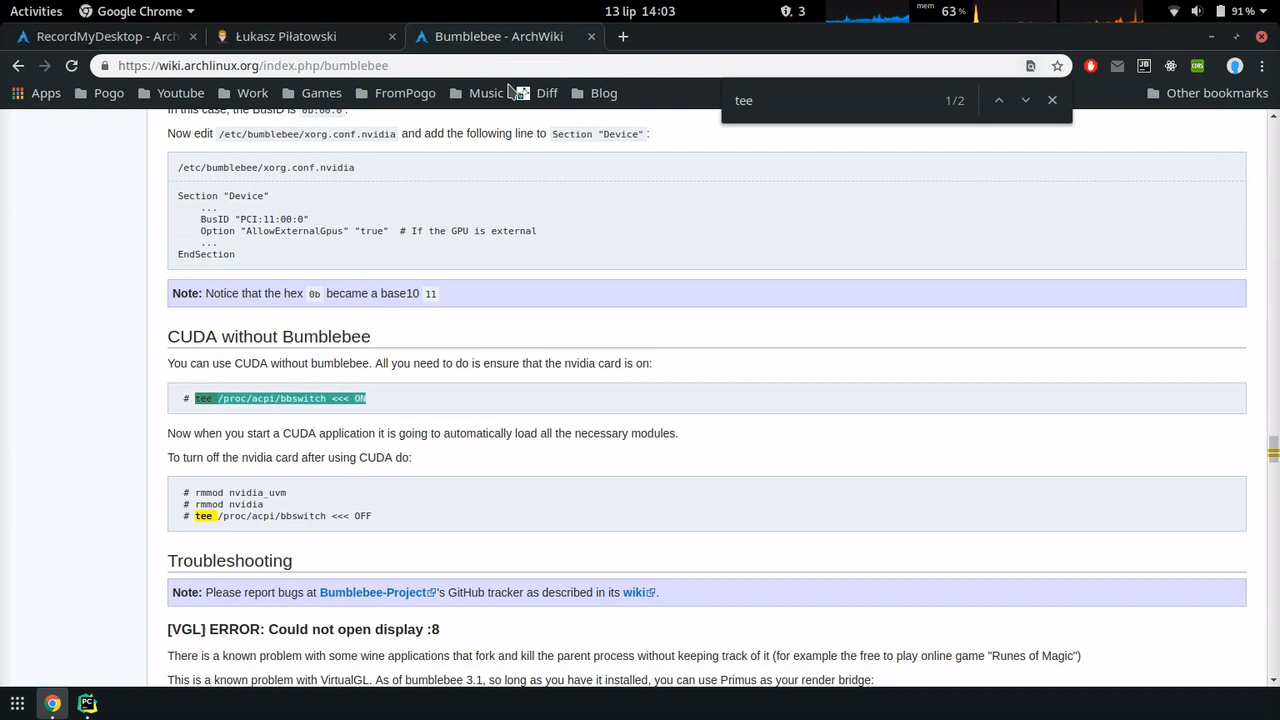 Activities Google Chrome 13 lip 14:03 3 mem 63 % 91 %
RecordMyDesktop - Arch Łukasz Piłatowski Bumblebee - ArchWiki
https://wiki.archlinux.org/index.php/bumblebee
Apps Pogo Youtube Work Games FromPogo Music Diff Blog Other bookmarks
tee 1/2
In this case, the BusID is 0b:00.0 .
Now edit /etc/bumblebee/xorg.conf.nvidia and add the following line to Section "Device":
/etc/bumblebee/xorg.conf.nvidia
Section "Device"
...
BusID "PCI:11:00:0"
Option "AllowExternalGpus" "true" # If the GPU is external
...
EndSection
Note: Notice that the hex 0b became a base10 11
CUDA without Bumblebee
You can use CUDA without bumblebee. All you need to do is ensure that the nvidia card is on:
# tee /proc/acpi/bbswitch <<< ON
Now when you start a CUDA application it is going to automatically load all the necessary modules.
To turn off the nvidia card after using CUDA do:
# rmmod nvidia_uvm
# rmmod nvidia
# tee /proc/acpi/bbswitch <<< OFF
Troubleshooting
Note: Please report bugs at Bumblebee-Project's GitHub tracker as described in its wiki.
[VGL] ERROR: Could not open display :8
There is a known problem with some wine applications that fork and kill the parent process without keeping track of it (for example the free to play online game "Runes of Magic")
This is a known problem with VirtualGL. As of bumblebee 3.1, so long as you have it installed, you can use Primus as your render bridge: